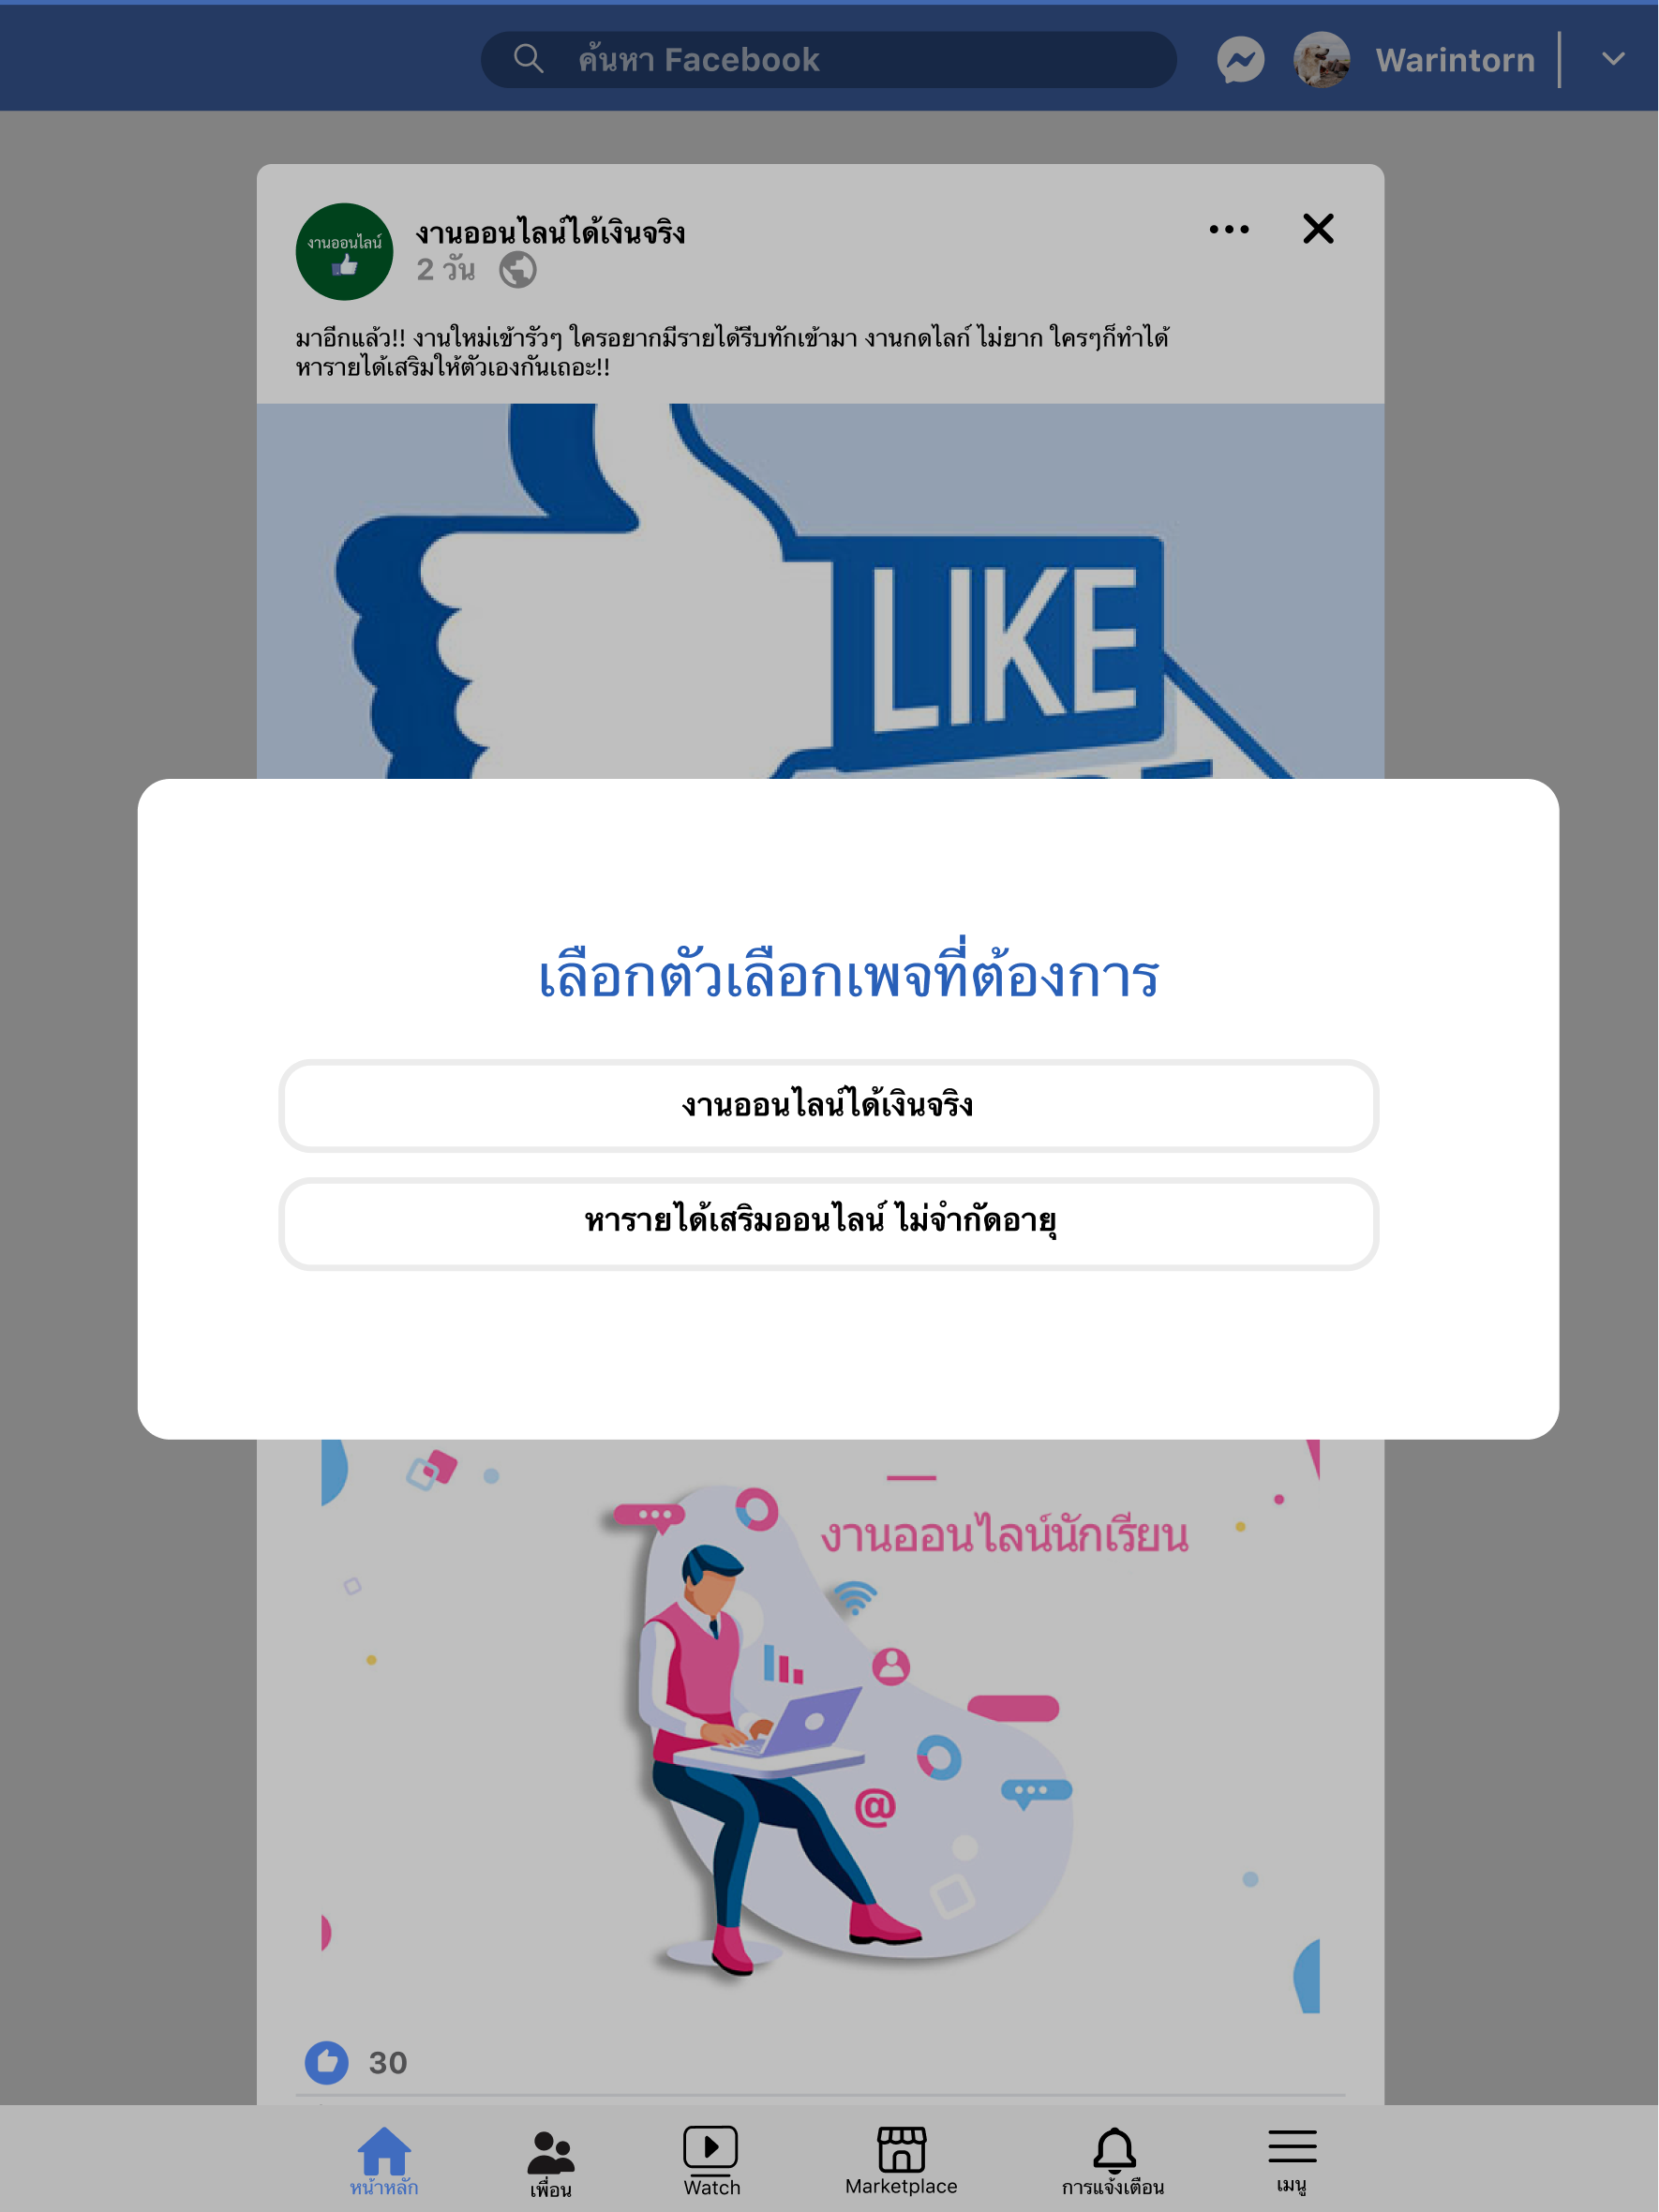 ค้นหา Facebook
Warintorn
งานออนไลน์
งานออนไลน์ได้เงินจริง
2 วัน
มาอีกแล้ว!! งานใหม่เข้ารัวๆ ใครอยากมีรายได้รีบทักเข้ามา งานกดไลก์ ไม่ยาก ใครๆก็ทำได้
หารายได้เสริมให้ตัวเองกันเถอะ!!
LIKE
เลือกตัวเลือกเพจที่ต้องการ
งานออนไลน์ได้เงินจริง
หารายได้เสริมออนไลน์ ไม่จำกัดอายุ
งานออนไลน์นักเรียน
@
30
หน้าหลัก
เพื่อน
Watch
Marketplace
การแจ้งเตือน
เมนู